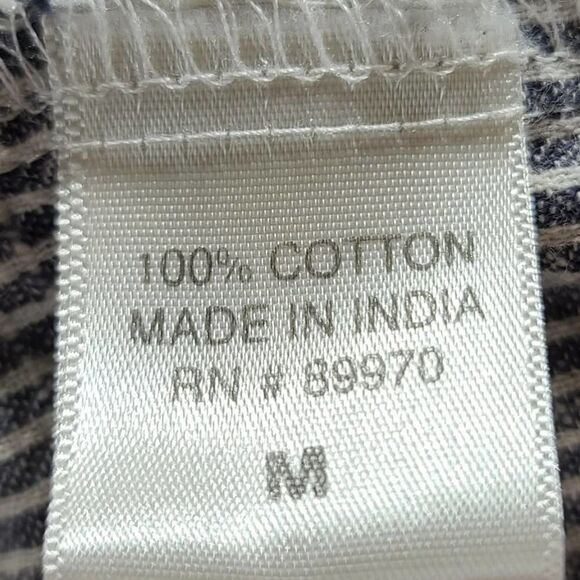 100% COTTON
MADE IN INDIA
RN # 89970
M